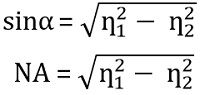 sinα = √η₁² − η₂²
NA = √η₁² − η₂²